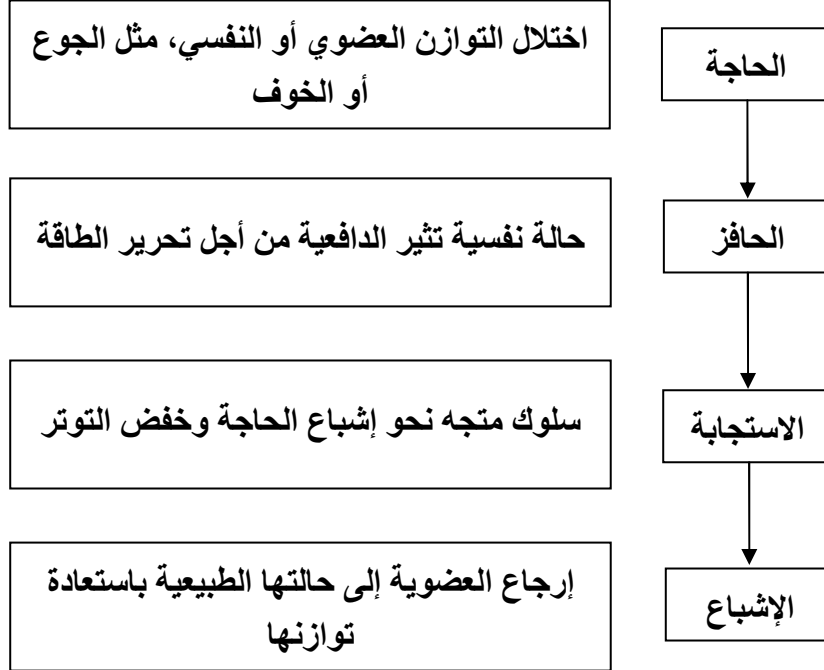 الحاجة
اختلال التوازن العضوي أو النفسي، مثل الجوع
أو الخوف
الحافز
حالة نفسية تثير الدافعية من أجل تحرير الطاقة
الاستجابة
سلوك متجه نحو إشباع الحاجة وخفض التوتر
الإشباع
إرجاع العضوية إلى حالتها الطبيعية باستعادة
توازنها